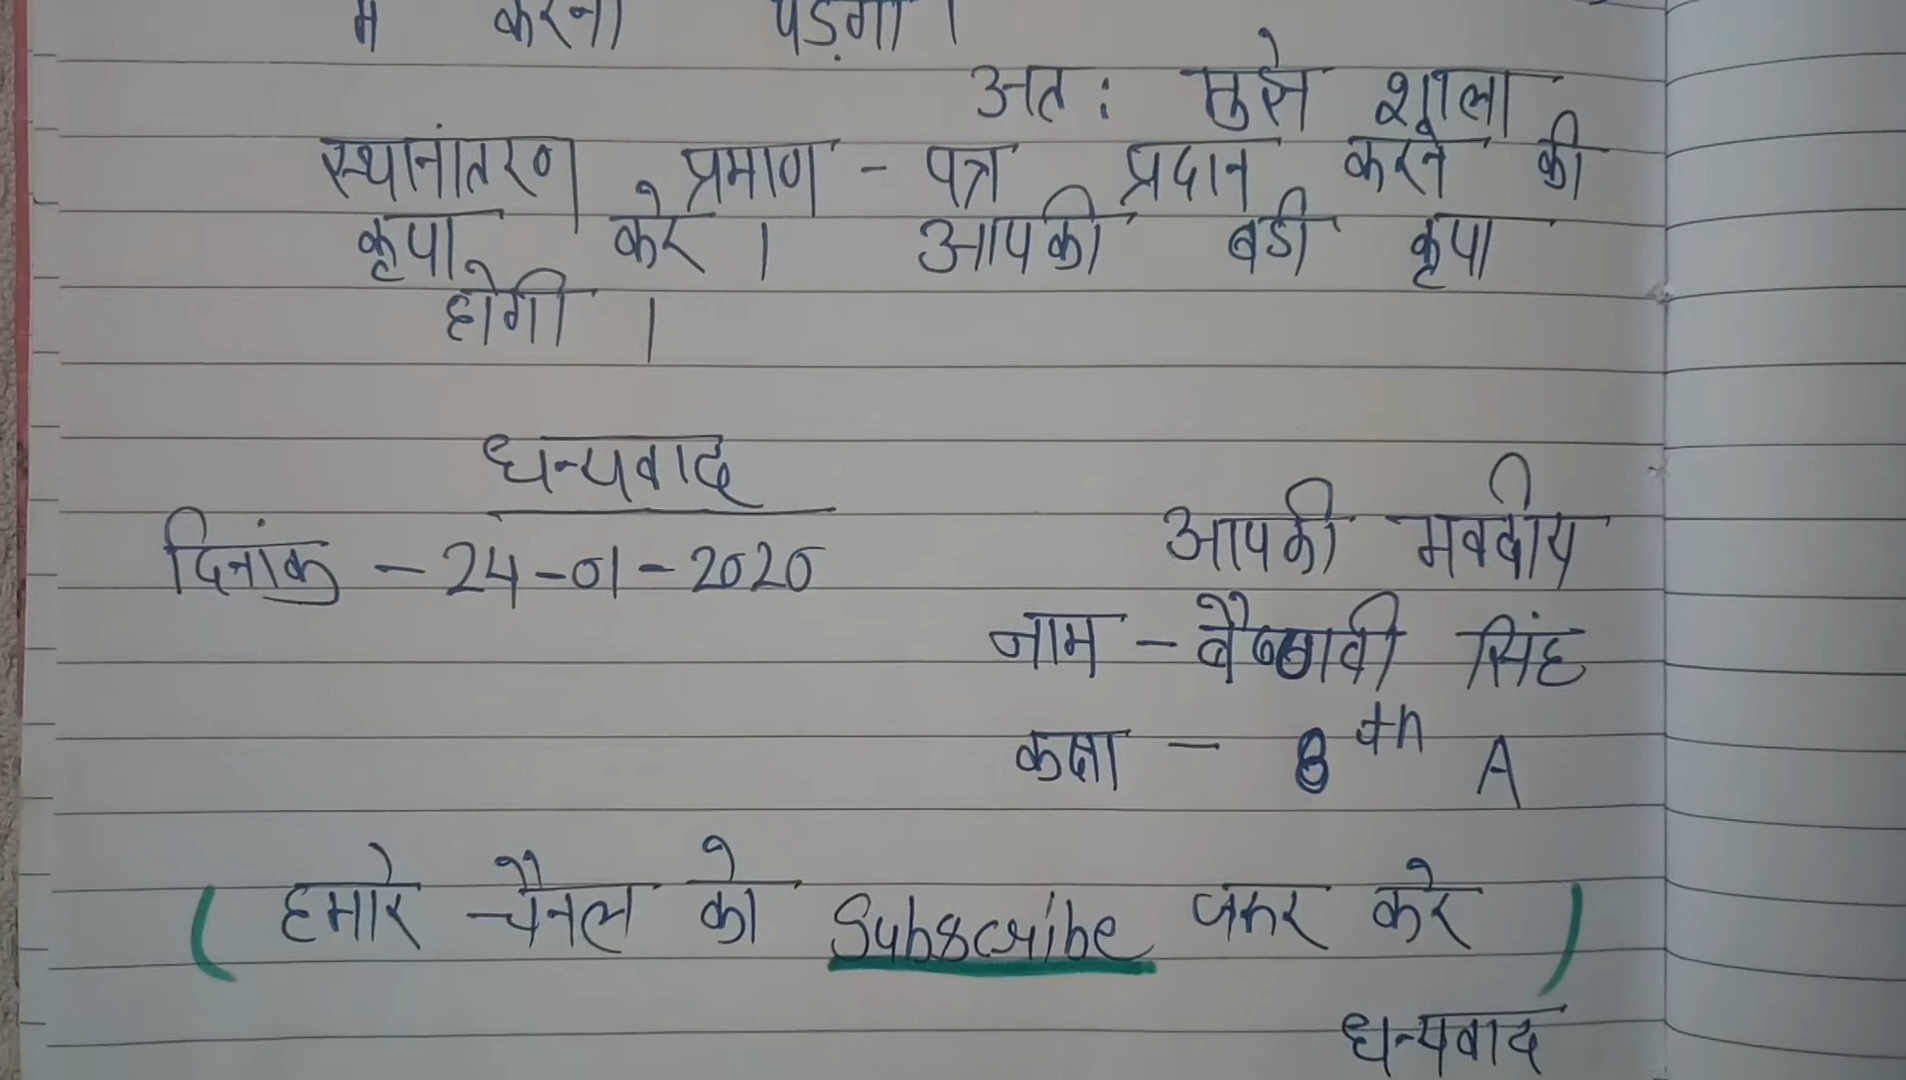 में करना पड़ेगा ।
अत: मुझे शाला
स्थानांतरण प्रमाण - पत्र प्रदान करने की
कृपा करे । आपकी बडी कृपा
होगी ।
धन्यवाद
दिनांक - 24-01-2020
आपकी भवदीय
नाम - वैष्णवी सिंह
कक्षा - 8th A
( हमारे चैनल को Subscribe जरूर करे )
धन्यवाद